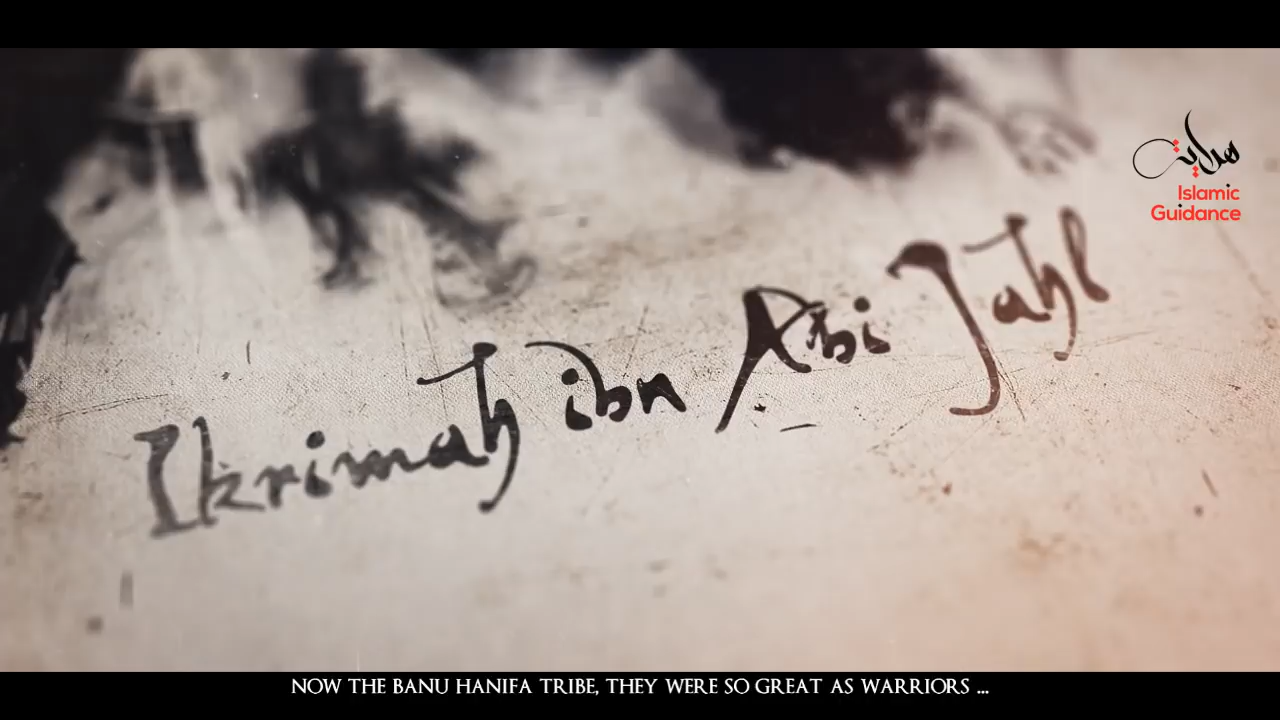 هداية
Islamic
Guidance
Ikrimah ibn Abi Jahl
NOW THE BANU HANIFA TRIBE, THEY WERE SO GREAT AS WARRIORS ...